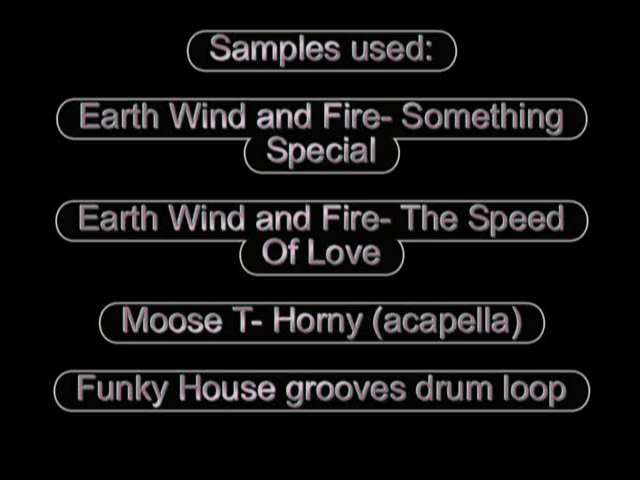 Samples used:
Earth Wind and Fire- Something
Special
Earth Wind and Fire- The Speed
Of Love
Moose T- Horny (acapella)
Funky House grooves drum loop